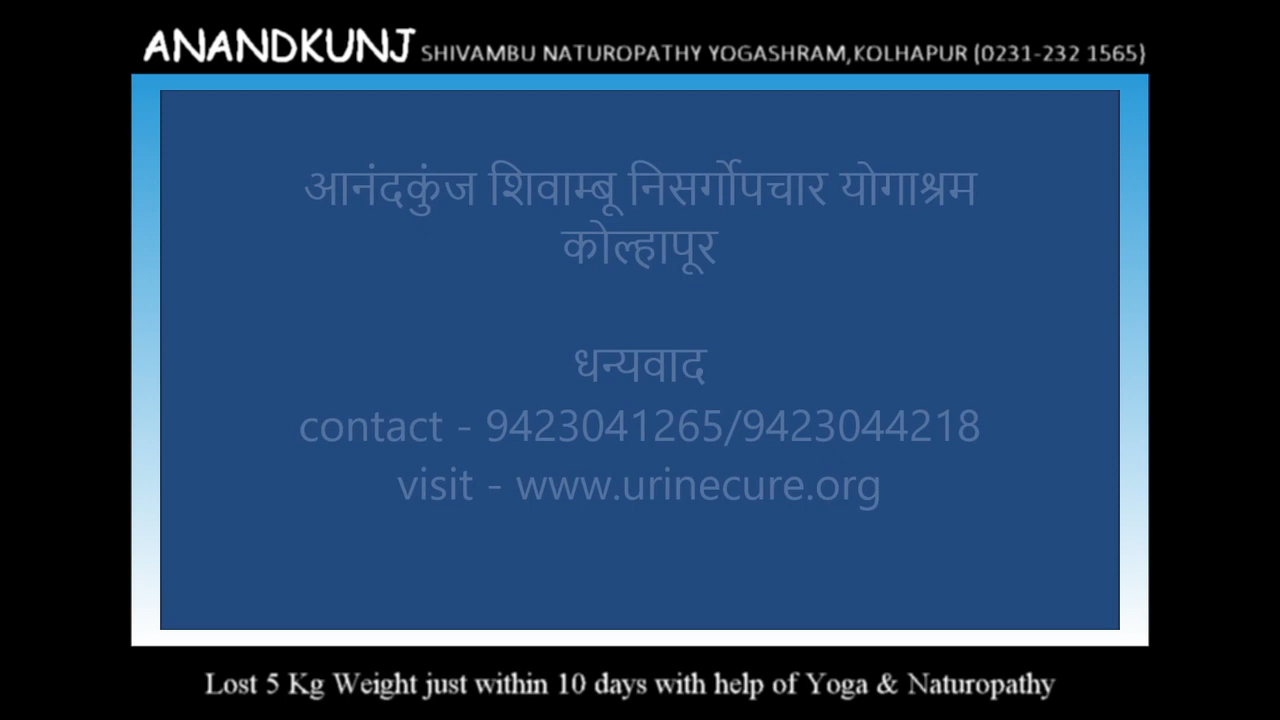 ANANDKUNJ SHIVAMBU NATUROPATHY YOGASHRAM,KOLHAPUR (0231-232 1565)
आनंदकुंज शिवाम्बू निसर्गोपचार योगाश्रम
कोल्हापूर
धन्यवाद
contact - 9423041265/9423044218
visit - www.urinecure.org
Lost 5 Kg Weight just within 10 days with help of Yoga & Naturopathy